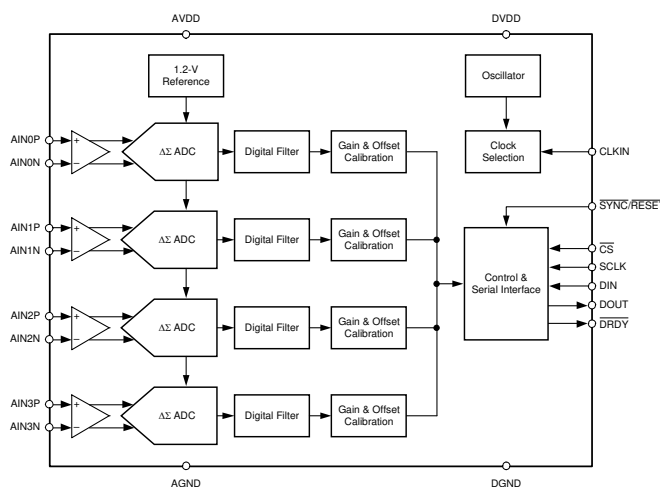 AVDD
DVDD
1.2-V
Reference
Oscillator
AIN0P
+
AIN0N
−
ΔΣ ADC
Digital Filter
Gain & Offset
Calibration
Clock
Selection
CLKIN
SYNC/RESE
AIN1P
+
AIN1N
−
ΔΣ ADC
Digital Filter
Gain & Offset
Calibration
Control &
Serial Interface
CS
SCLK
DIN
DOUT
DRDY
AIN2P
+
AIN2N
−
ΔΣ ADC
Digital Filter
Gain & Offset
Calibration
AIN3P
+
AIN3N
−
ΔΣ ADC
Digital Filter
Gain & Offset
Calibration
AGND
DGND